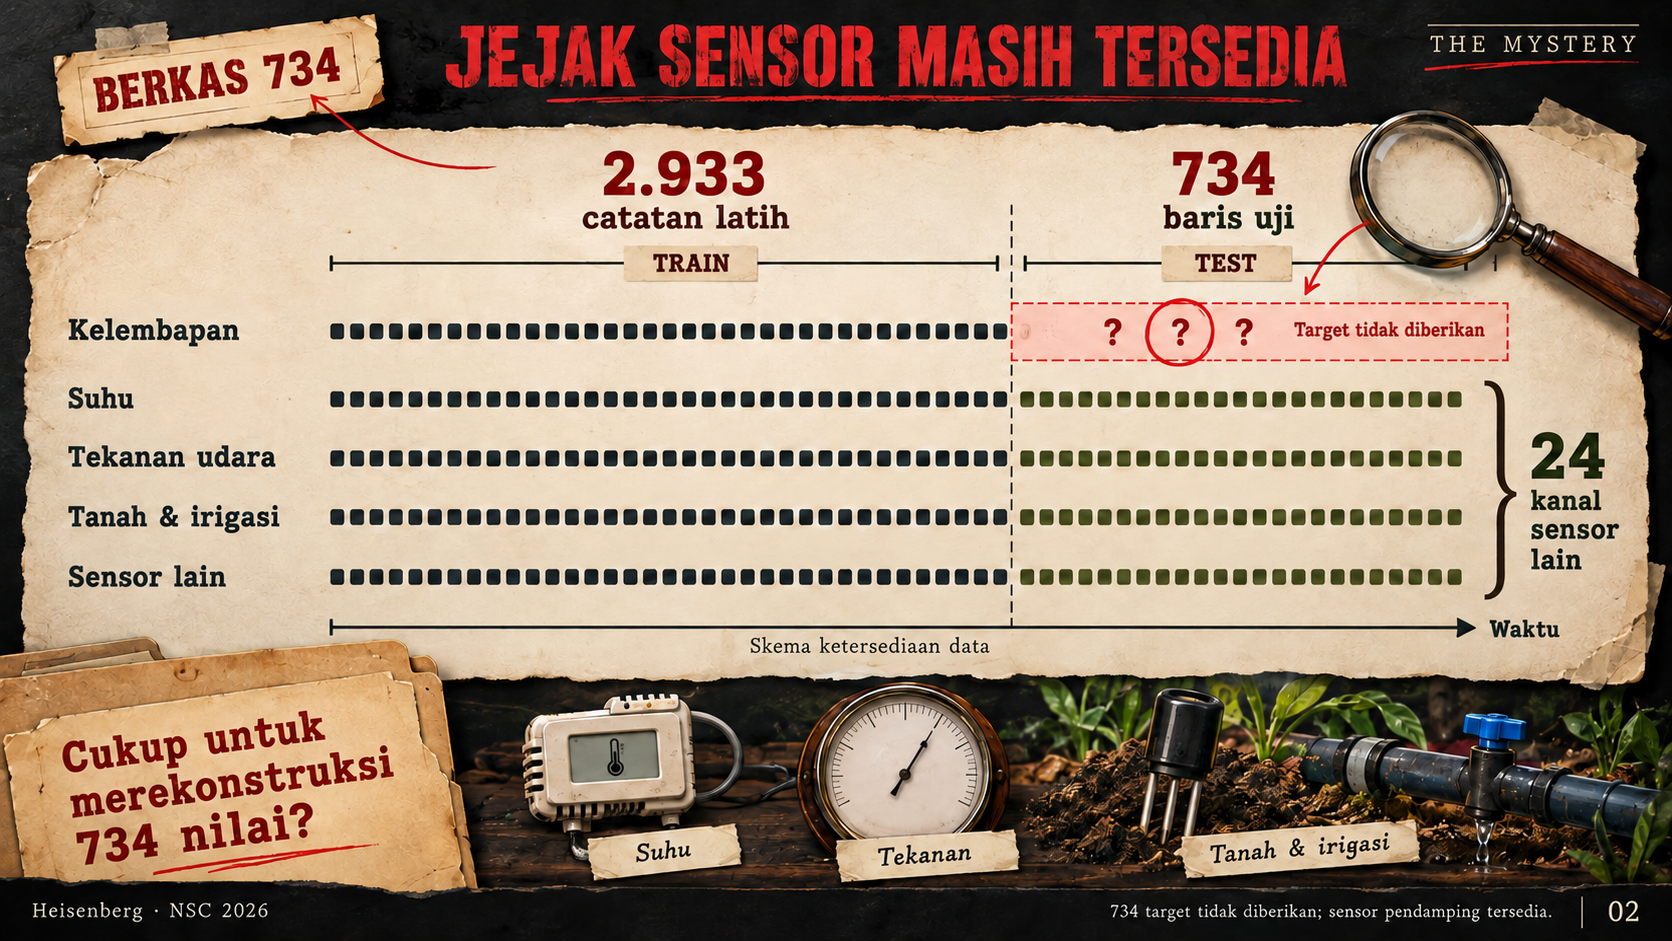 BERKAS 734
JEJAK SENSOR MASIH TERSEDIA
THE MYSTERY
2.933
catatan latih
734
baris uji
TRAIN
TEST
Kelembapan
? ? ? Target tidak diberikan
Suhu
Tekanan udara
Tanah & irigasi
Sensor lain
24
kanal
sensor
lain
Waktu
Skema ketersediaan data
Cukup untuk
merekonstruksi
734 nilai?
Suhu
Tekanan
Tanah & irigasi
Heisenberg · NSC 2026
734 target tidak diberikan; sensor pendamping tersedia.
02